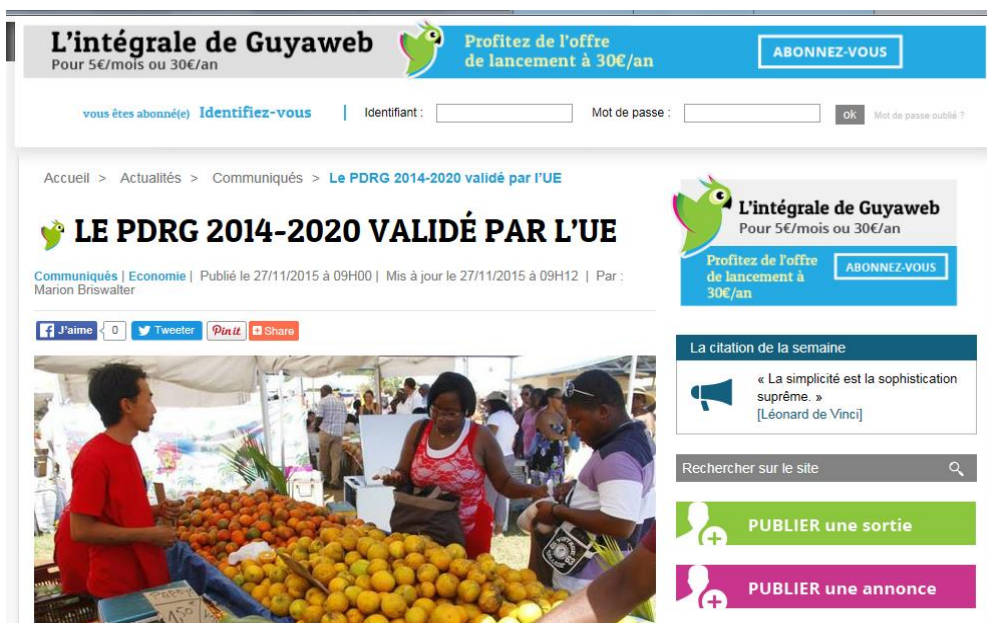 L'intégrale de Guyaweb
Pour 5€/mois ou 30€/an
Profitez de l'offre
de lancement à 30€/an
ABONNEZ-VOUS
vous êtes abonné(e) Identifiez-vous | Identifiant : Mot de passe : ok Mot de passe oublié ?
Accueil > Actualités > Communiqués > Le PDRG 2014-2020 validé par l'UE
LE PDRG 2014-2020 VALIDÉ PAR L'UE
Communiqués | Economie | Publié le 27/11/2015 à 09H00 | Mis à jour le 27/11/2015 à 09H12 | Par :
Marion Briswalter
J'aime 0 Tweeter Pinit Share
1,50
L'intégrale de Guyaweb
Pour 5€/mois ou 30€/an
Profitez de l'offre
de lancement à
30€/an
ABONNEZ-VOUS
La citation de la semaine
« La simplicité est la sophistication
suprême. »
[Léonard de Vinci]
Rechercher sur le site
PUBLIER une sortie
PUBLIER une annonce